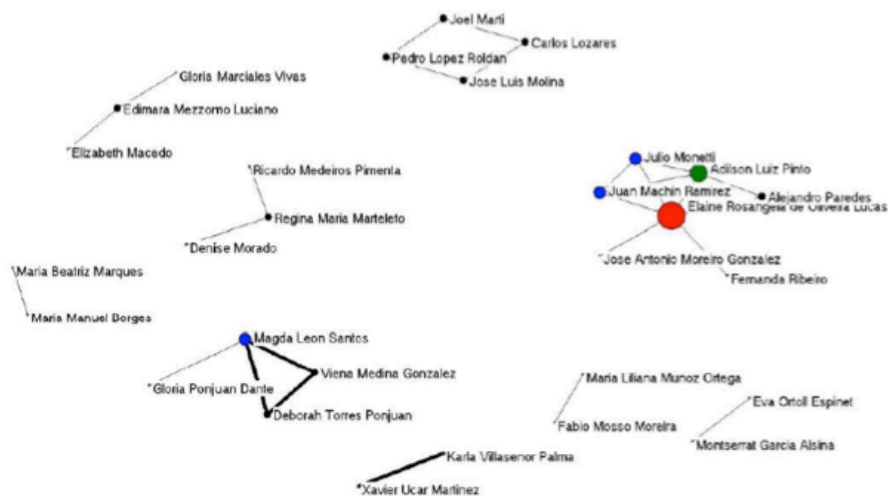 Joel Marti
Carlos Lozares
Pedro Lopez Roldan
Jose Luis Molina
Gloria Marciales Vivas
Edimara Mezzomo Luciano
Elizabeth Macedo
Julio Monetti
Adilson Luiz Pinto
Juan Machin Ramirez
Alejandro Paredes
Elaine Rosangela de Oliveira Lucas
Jose Antonio Moreiro Gonzalez
Fernanda Ribeiro
Ricardo Medeiros Pimenta
Regina Maria Marteleto
Denise Morado
Maria Beatriz Marques
Maria Manuel Borges
Magda Leon Santos
Viena Medina Gonzalez
Gloria Ponjuan Dante
Deborah Torres Ponjuan
Maria Liliana Munoz Ortega
Eva Ortoll Espinet
Fabio Mosso Moreira
Montserrat Garcia Alsina
Karla Villasenor Palma
Xavier Ucar Martinez